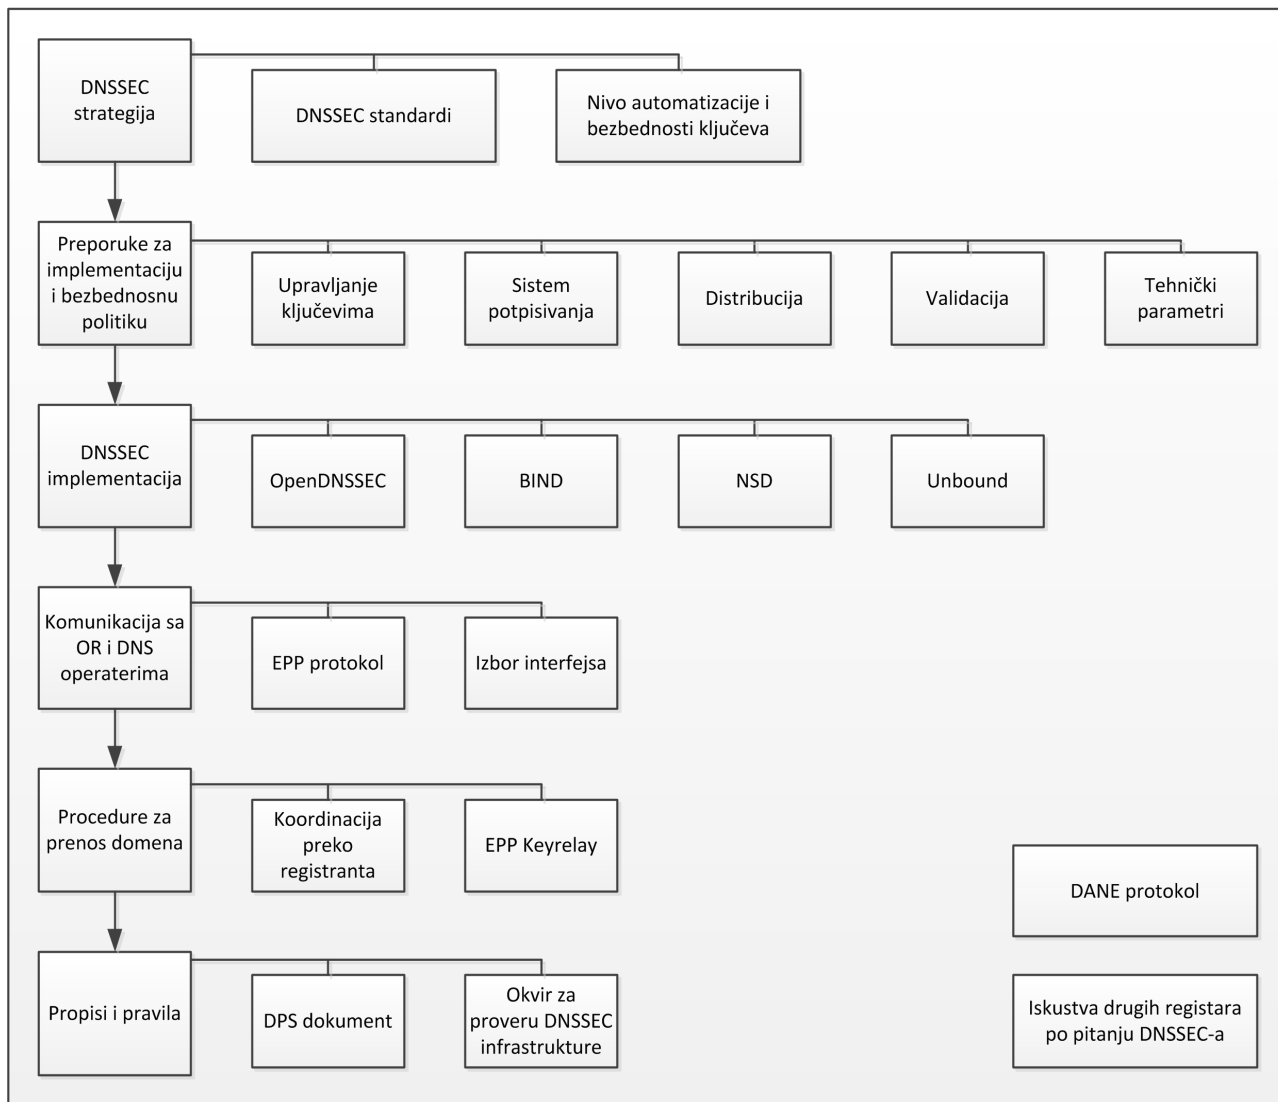 DNSSEC
strategija
DNSSEC standardi
Nivo automatizacije i
bezbednosti ključeva
Preporuke za
implementaciju
i bezbednosnu
politiku
Upravljanje
ključevima
Sistem
potpisivanja
Distribucija
Validacija
Tehnički
parametri
DNSSEC
implementacija
OpenDNSSEC
BIND
NSD
Unbound
Komunikacija sa
OR i DNS
operaterima
EPP protokol
Izbor interfejsa
Procedure za
prenos domena
Koordinacija
preko
registranta
EPP Keyrelay
DANE protokol
Propisi i pravila
DPS dokument
Okvir za
proveru DNSSEC
infrastrukture
Iskustva drugih registara
po pitanju DNSSEC-a